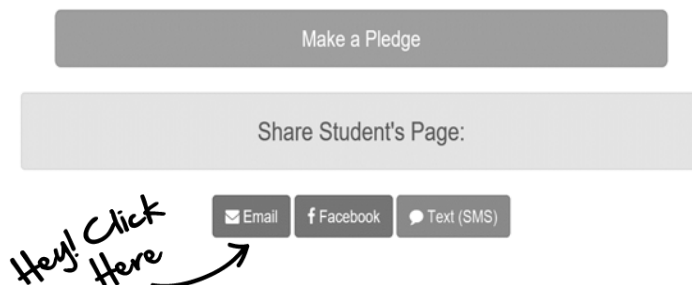 Make a Pledge
Share Student's Page:
Email Facebook Text (SMS)
Hey! Click
Here